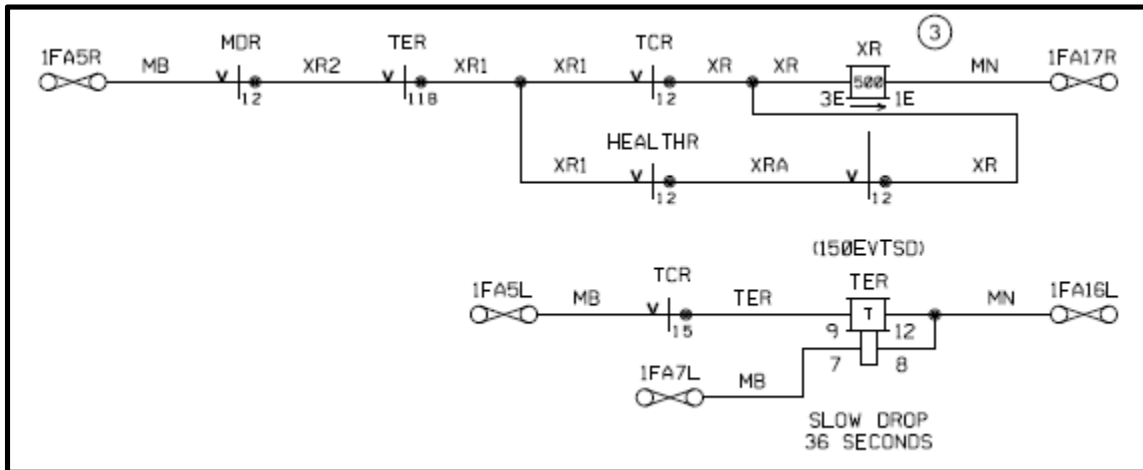 3
1FA5R MDR TER TCR XR 1FA17R
MB XR2 XR1 XR1 XR XR 500 MN
12 118 12 3E 1E
HEALTHR
XR1 XRA XR
12 12
(150EVTSD)
1FA5L TCR TER 1FA16L
MB TER T MN
15 9 12
7 8
1FA7L MB
SLOW DROP
36 SECONDS